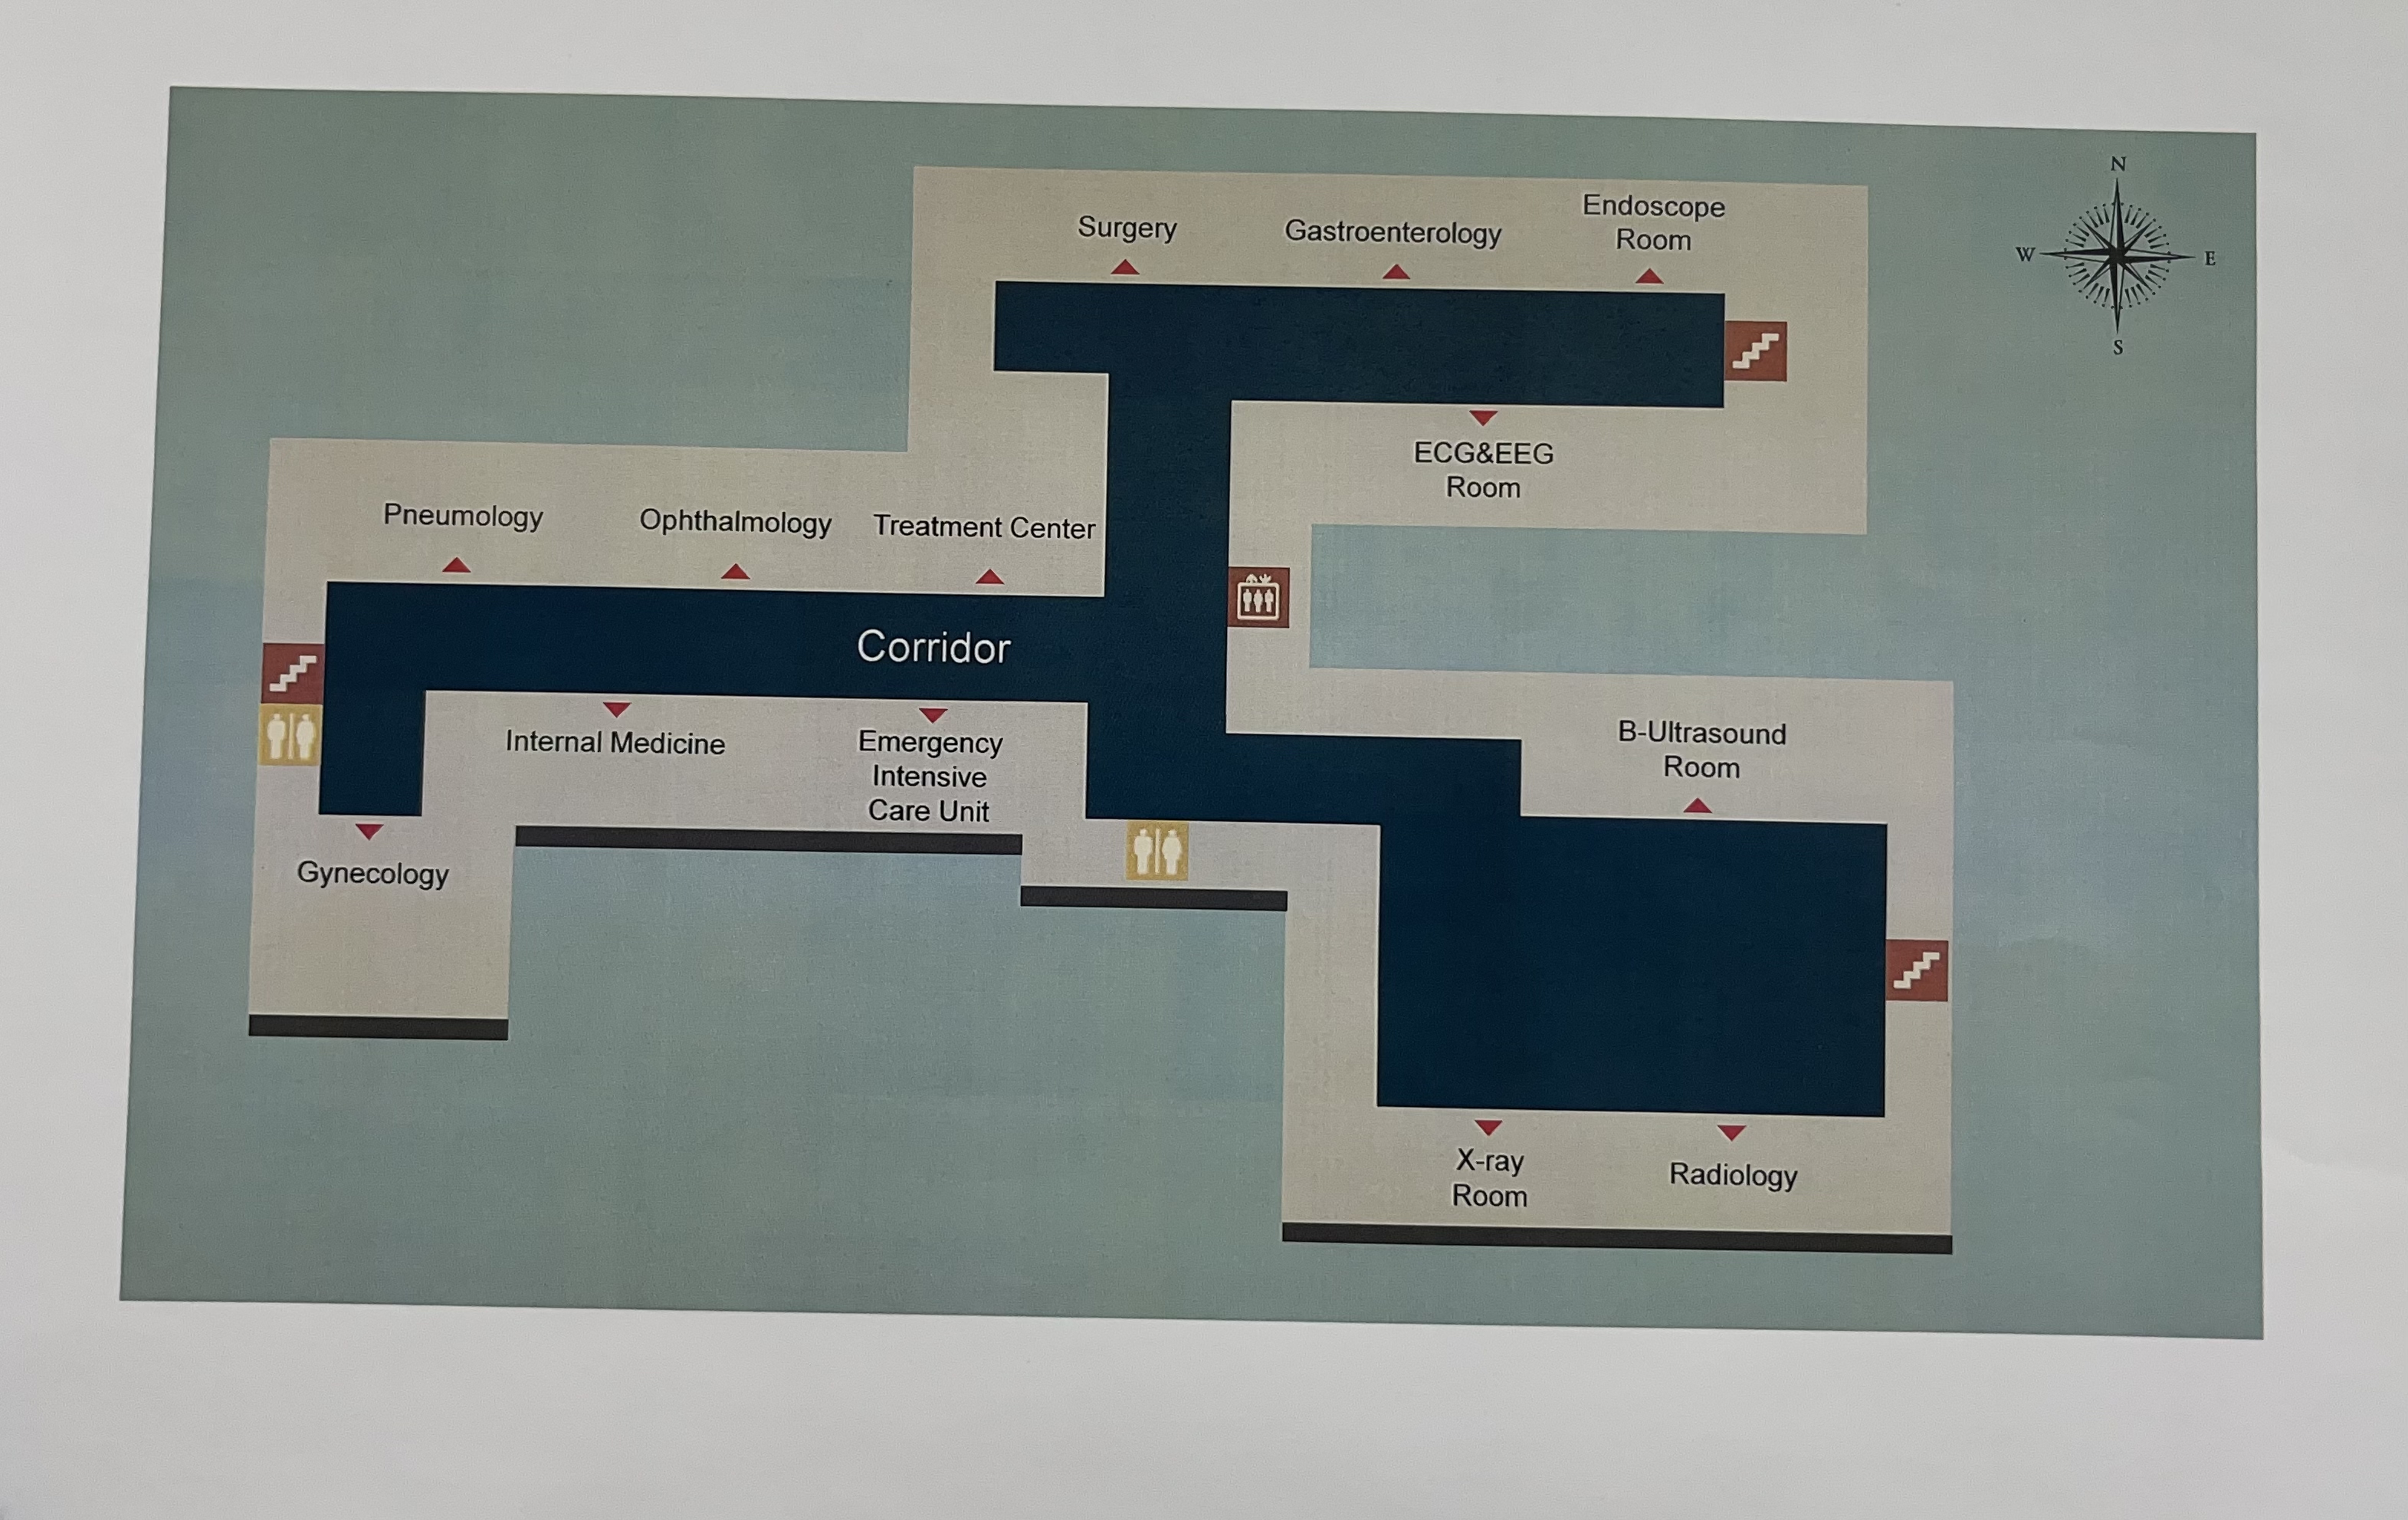 N
W
E
S
Surgery
Gastroenterology
Endoscope
Room
ECG&EEG
Room
Pneumology
Ophthalmology
Treatment Center
Corridor
Internal Medicine
Emergency
Intensive
Care Unit
Gynecology
B-Ultrasound
Room
X-ray
Room
Radiology